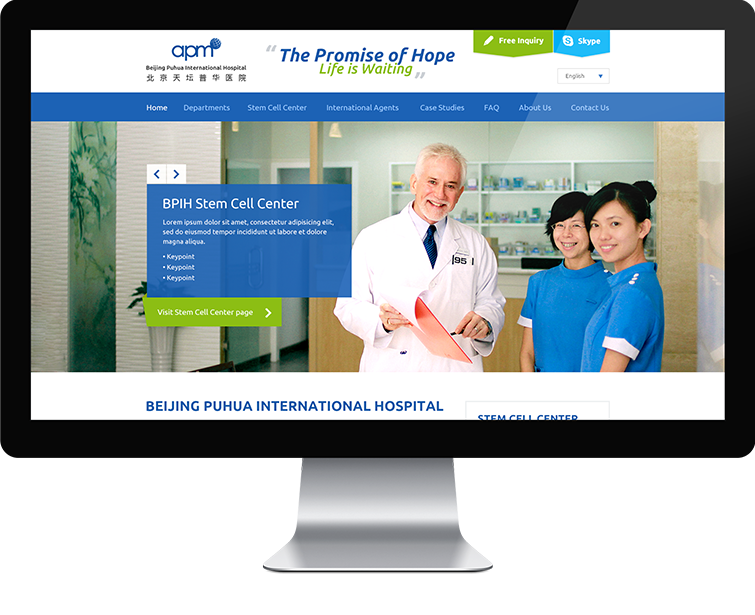 apm
Beijing Puhua International Hospital
北京天坛普华医院
“ The Promise of Hope
Life is Waiting ”
Free Inquiry
Skype
English
Home Departments Stem Cell Center International Agents Case Studies FAQ About Us Contact Us
BPIH Stem Cell Center
Lorem ipsum dolor sit amet, consectetur adipisicing elit,
sed do eiusmod tempor incididunt ut labore et dolore
magna aliqua.
• Keypoint
• Keypoint
• Keypoint
Visit Stem Cell Center page
95
BEIJING PUHUA INTERNATIONAL HOSPITAL
STEM CELL CENTER